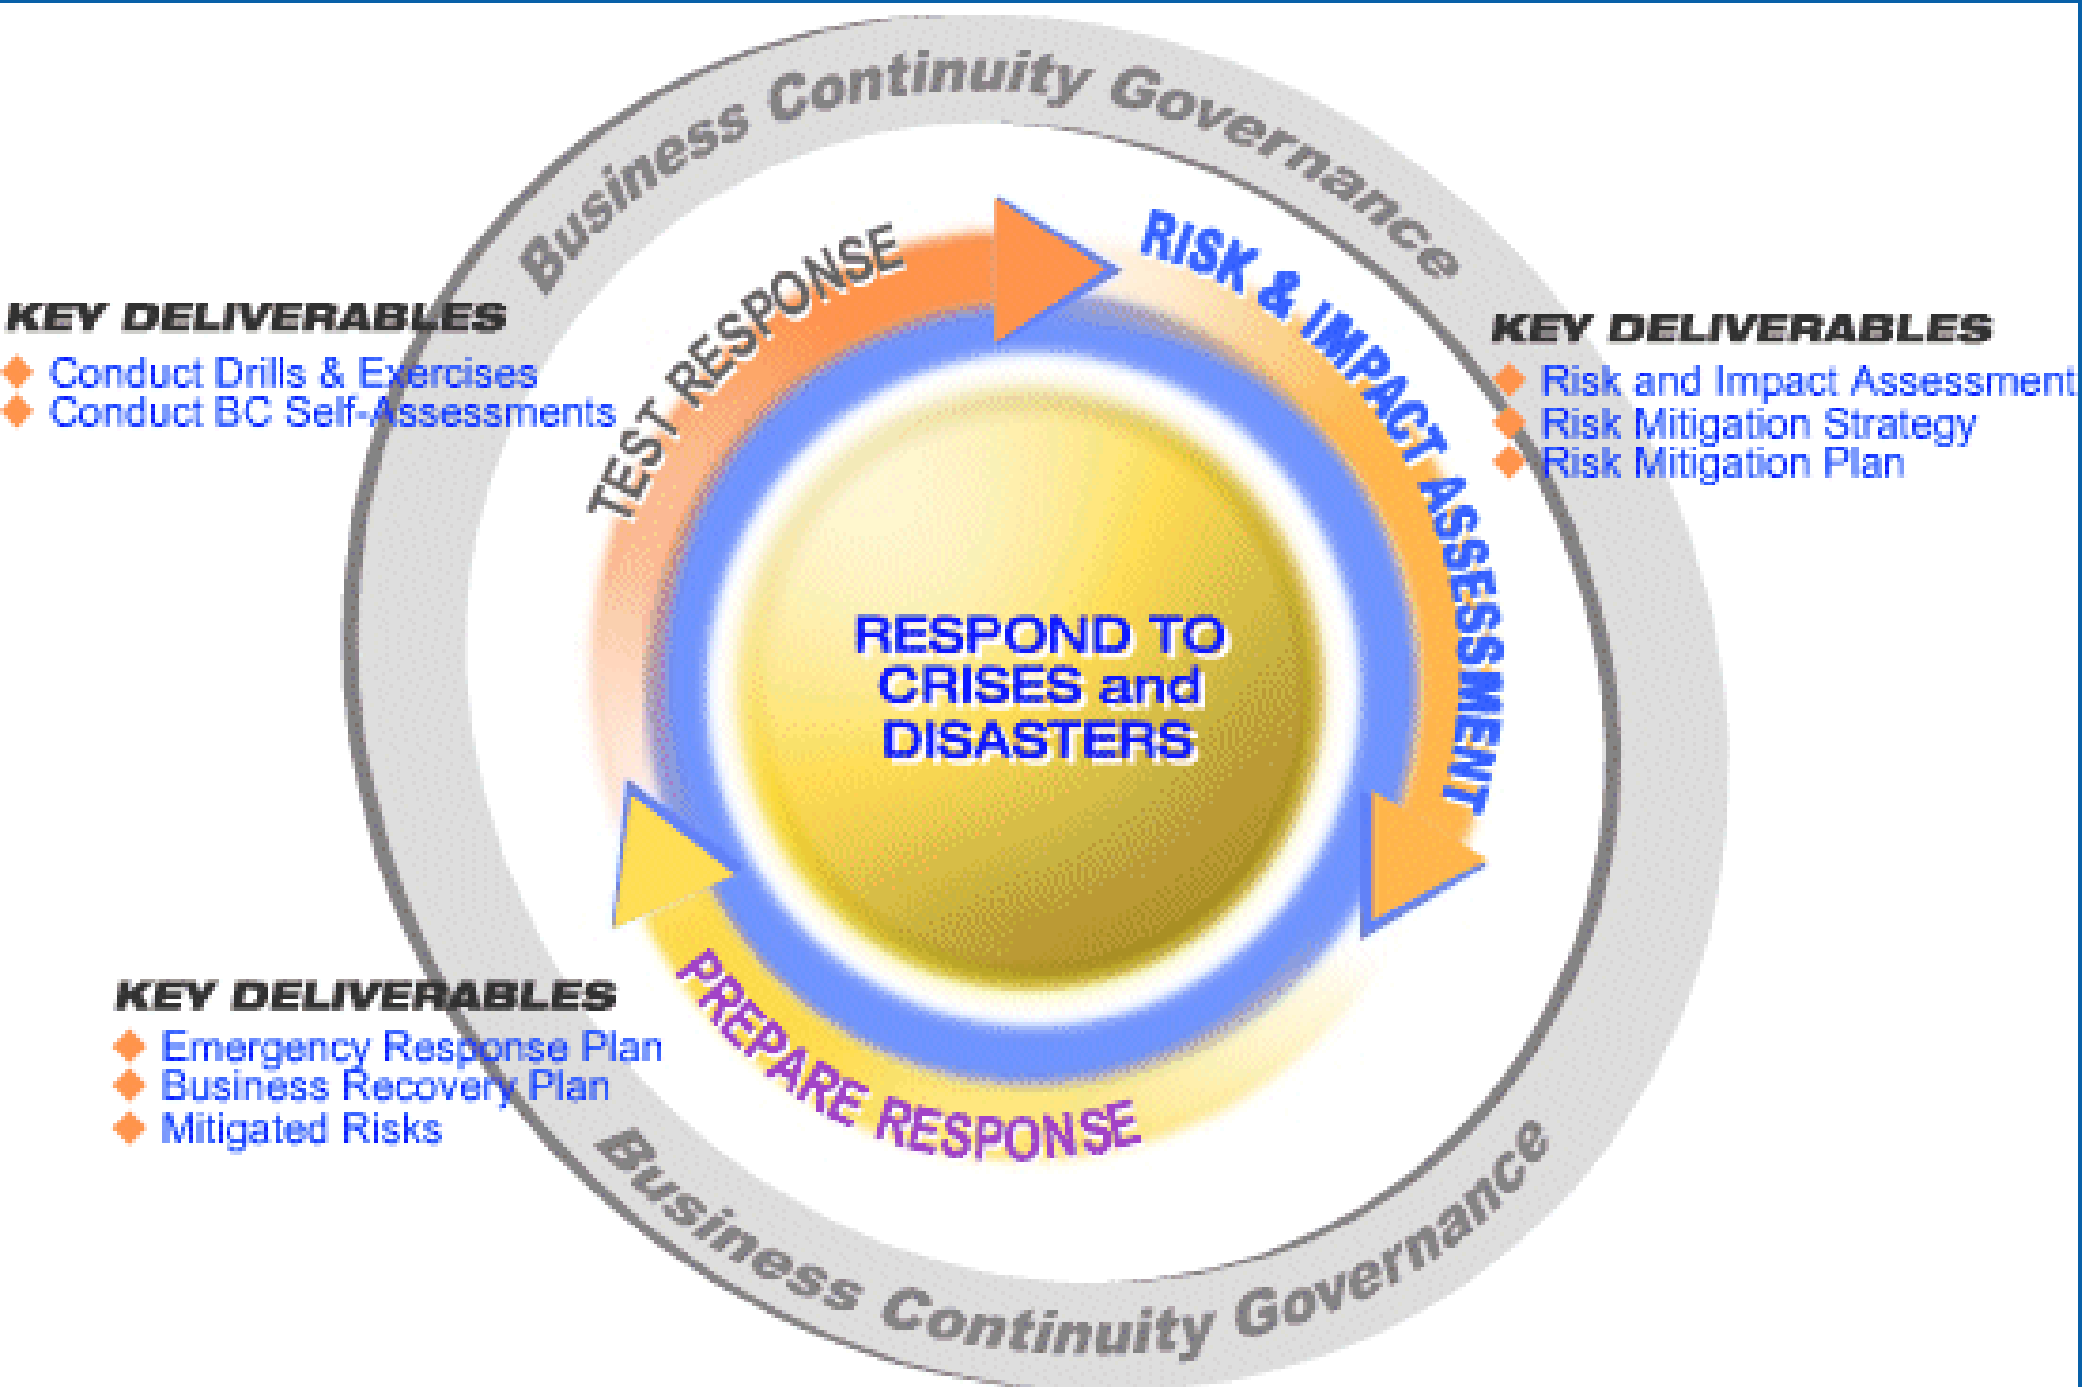 Business Continuity Governance
TEST RESPONSE
RISK & IMPACT ASSESSMENT
KEY DELIVERABLES
Conduct Drills & Exercises
Conduct BC Self-Assessments
KEY DELIVERABLES
Risk and Impact Assessment
Risk Mitigation Strategy
Risk Mitigation Plan
RESPOND TO
CRISES and
DISASTERS
KEY DELIVERABLES
Emergency Response Plan
Business Recovery Plan
Mitigated Risks
PREPARE RESPONSE
Business Continuity Governance